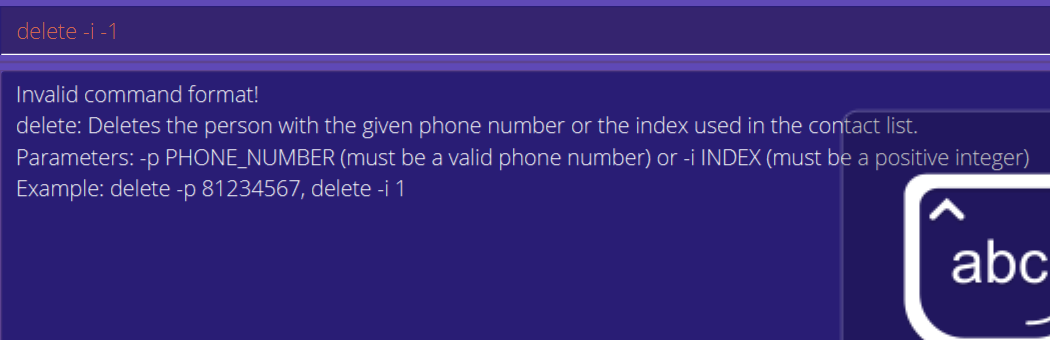 delete -i -1
Invalid command format!
delete: Deletes the person with the given phone number or the index used in the contact list.
Parameters: -p PHONE_NUMBER (must be a valid phone number) or -i INDEX (must be a positive integer)
Example: delete -p 81234567, delete -i 1
abc